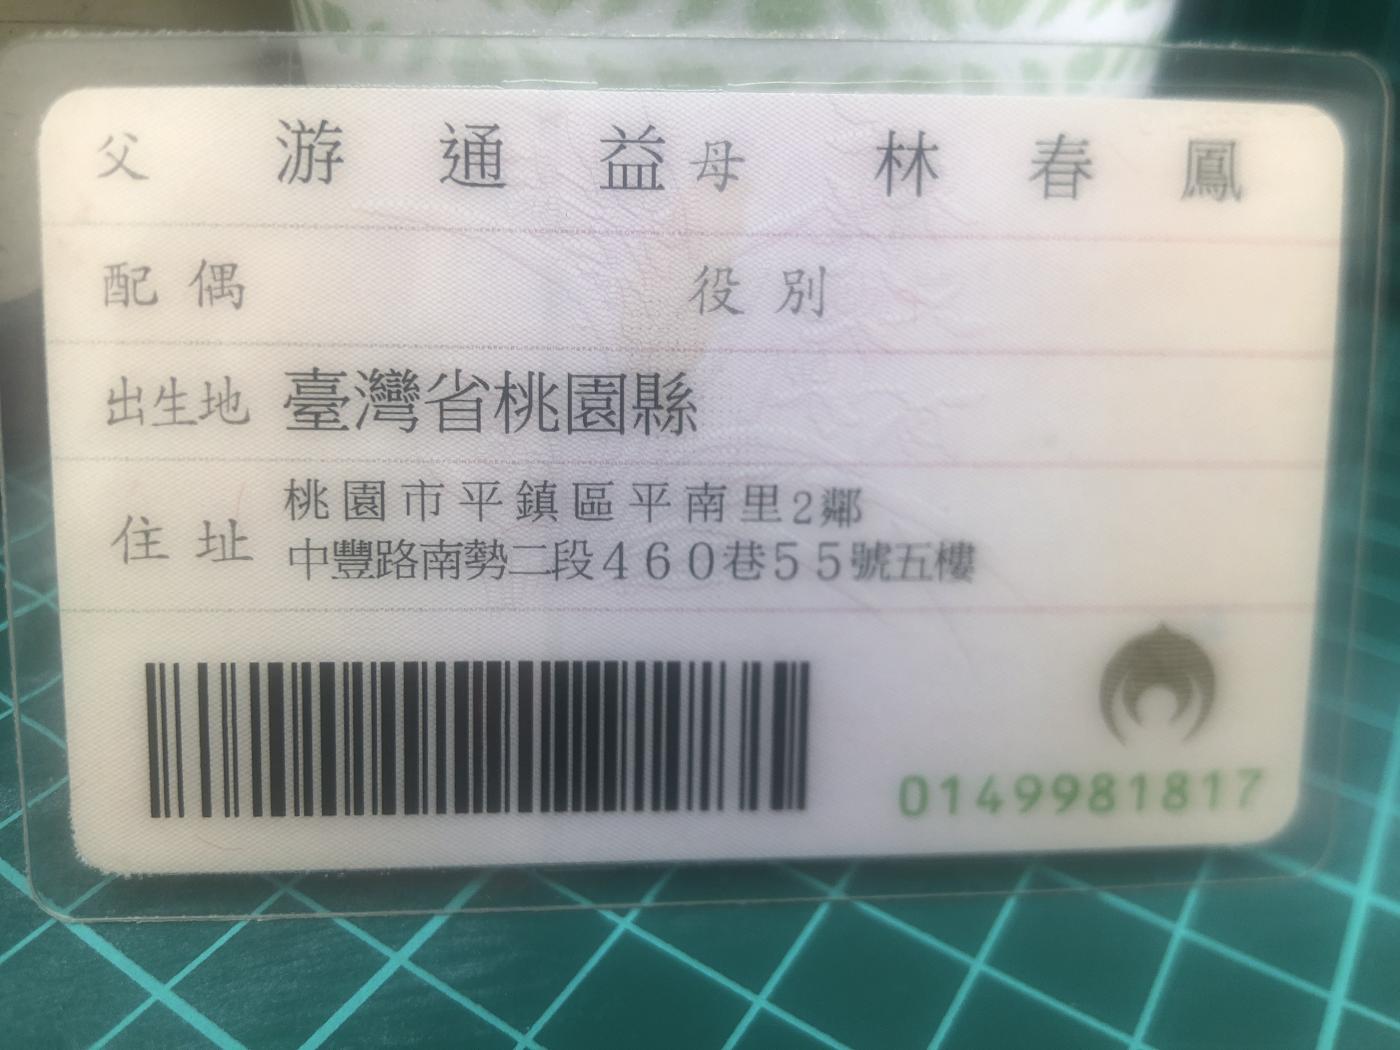 父 游通益 母 林春鳳
配偶 役別
出生地 臺灣省桃園縣
住址 桃園市平鎮區平南里2鄰
中豐路南勢二段460巷55號五樓
0149981817